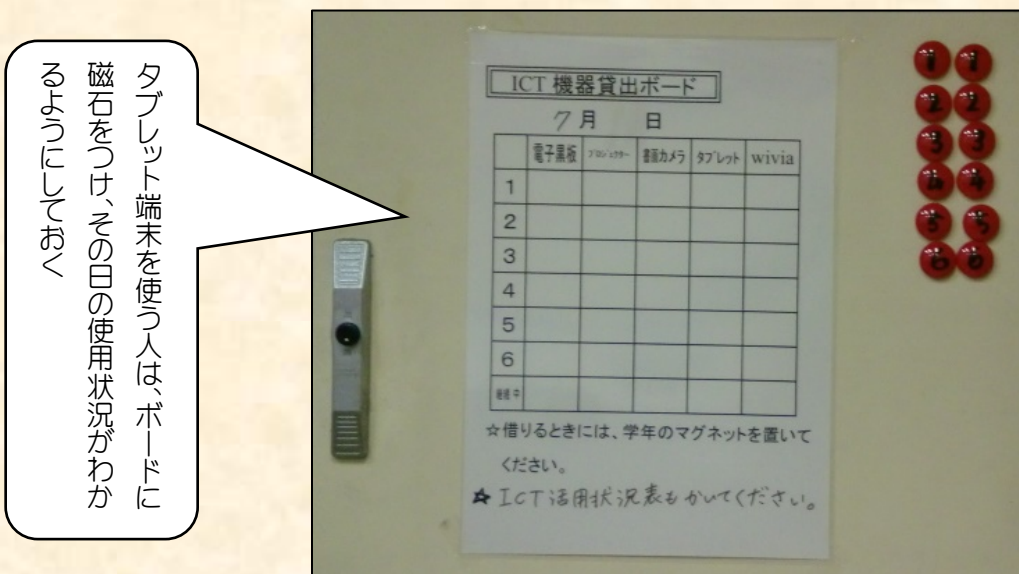 タブレット端末を使う人は、ボードに
磁石をつけ、その日の使用状況がわか
るようにしておく
ICT 機器貸出ボード
7月 日
電子黒板 プロジェクター 書画カメラ タブレット wivia
1
2
3
4
5
6
☆借りるときには、学年のマグネットを置いて
ください。
☆ICT活用状況表もかいてください。
1 1
2 2
3 3
4 4
5 5
6 6